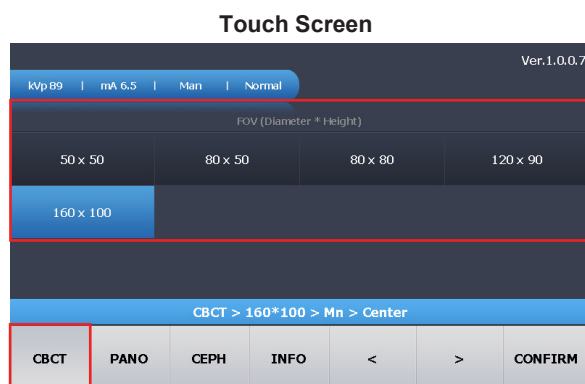 Touch Screen
Ver.1.0.0.7
kVp 89 | mA 6.5 | Man | Normal
FOV (Diameter * Height)
50 x 50 80 x 50 80 x 80 120 x 90
160 x 100
CBCT > 160*100 > Mn > Center
CBCT PANO CEPH INFO < > CONFIRM